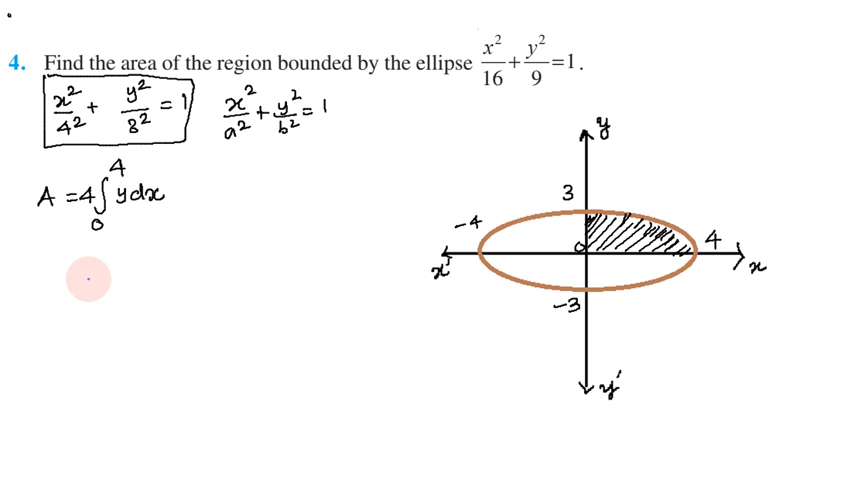 4. Find the area of the region bounded by the ellipse x²/16 + y²/9 = 1.
x²/4² + y²/3² = 1
x²/a² + y²/b² = 1
A = 4∫₀⁴ y dx
y
3
-4
0
4
x'
x
-3
y'